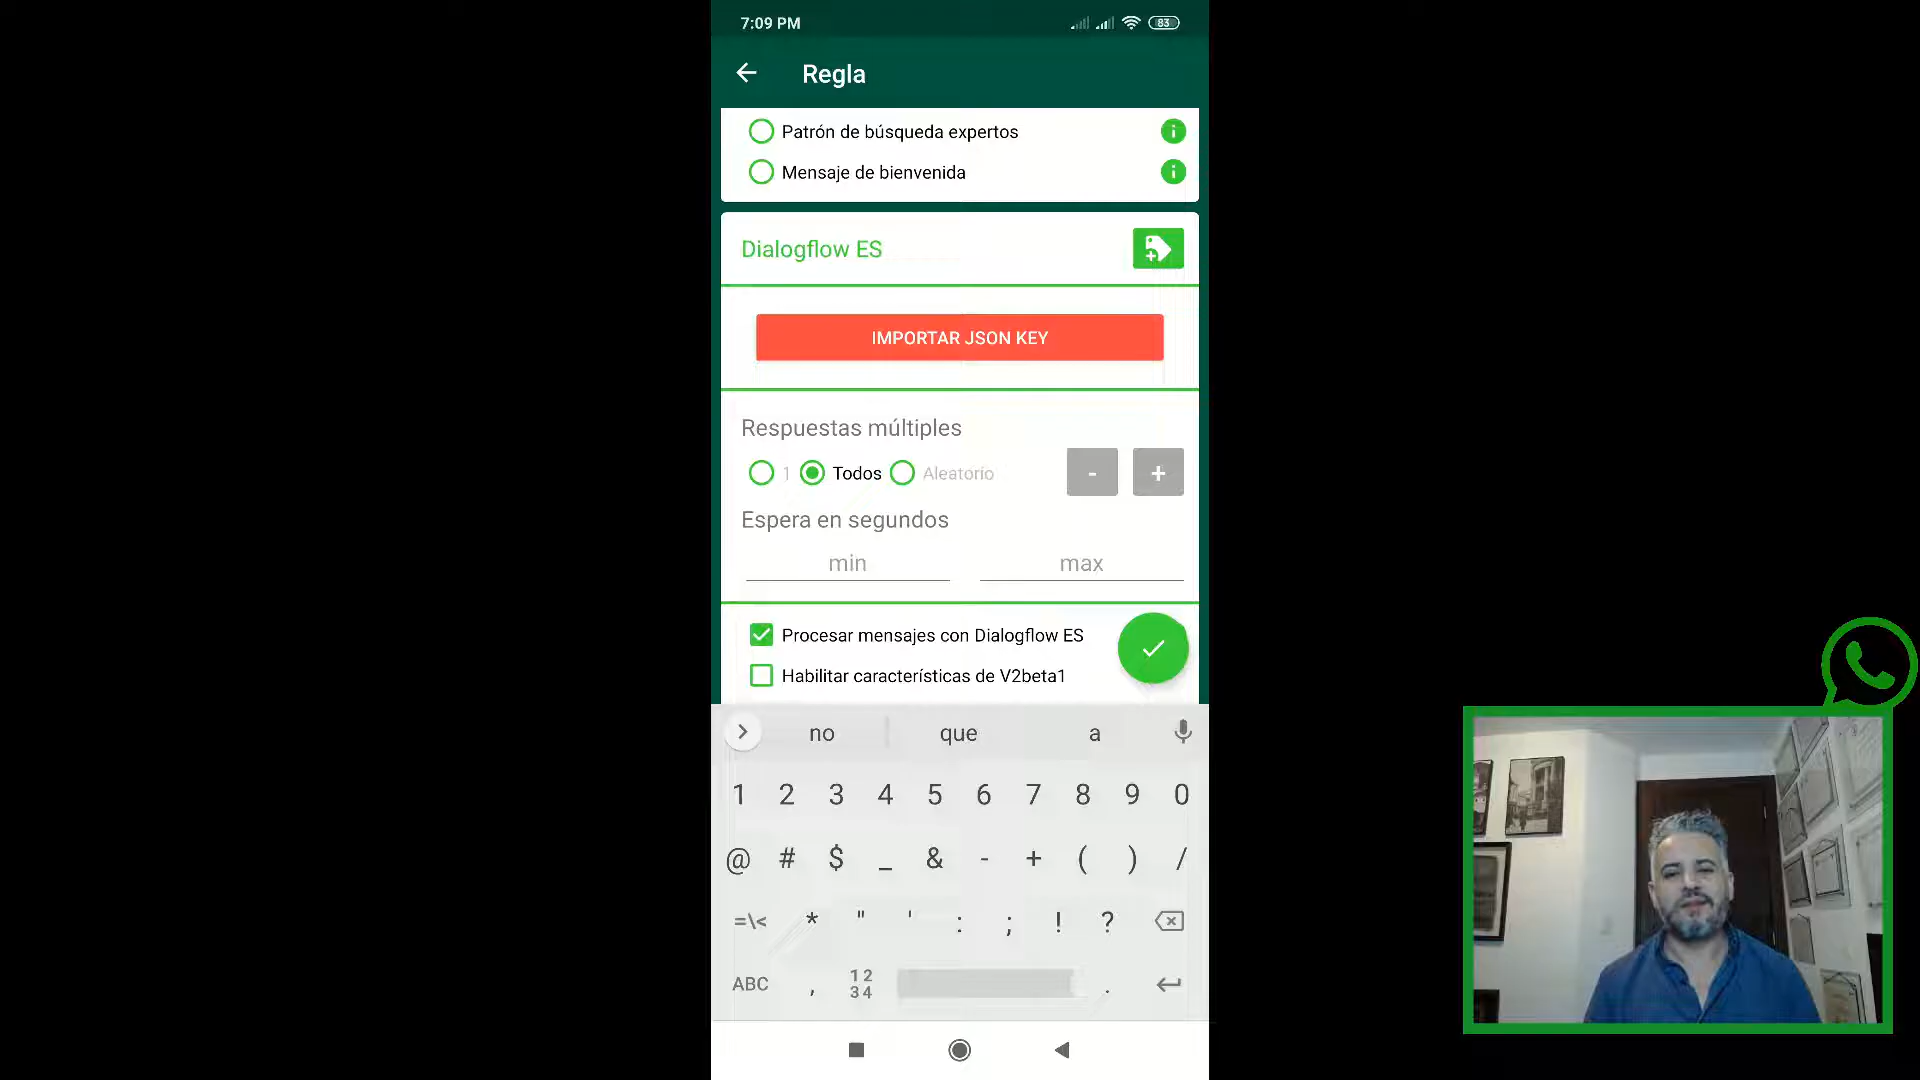 7:09 PM
83
Regla
Patrón de búsqueda expertos
Mensaje de bienvenida
Dialogflow ES
IMPORTAR JSON KEY
Respuestas múltiples
1 Todos Aleatorio - +
Espera en segundos
min max
Procesar mensajes con Dialogflow ES
Habilitar características de V2beta1
no que a
1 2 3 4 5 6 7 8 9 0
@ # $ _ & - + ( ) /
=\< * " ' : ; ! ?
ABC , 12 34 .